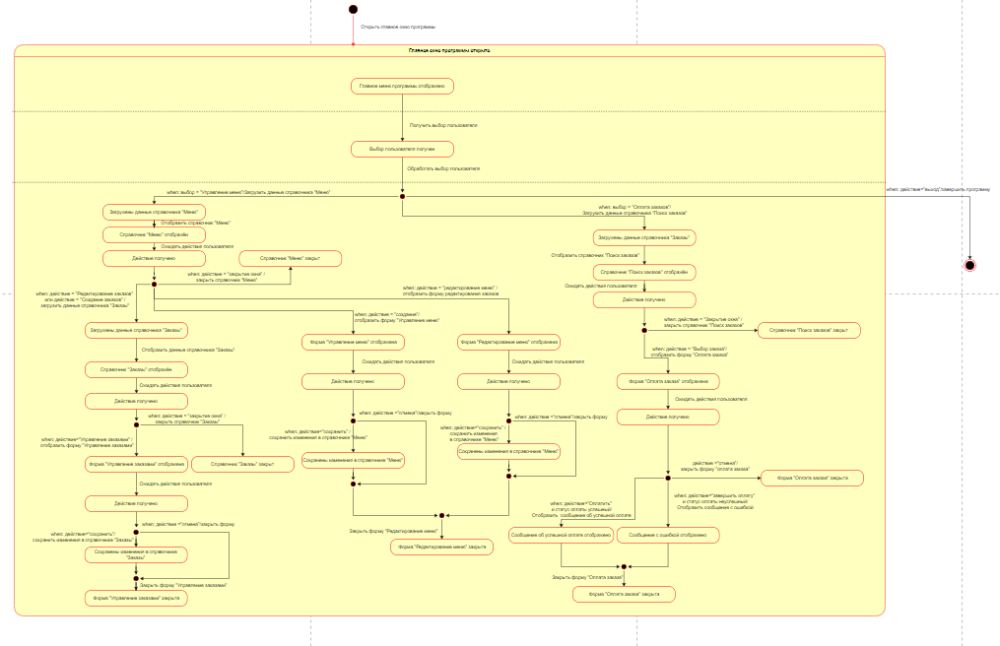 Открыть главное окно программы
Главное окно программы открыто
Главное меню программы отображено
Получить выбор пользователя
Выбор пользователя получен
Обработать выбор пользователя
when: выбор = "Управление меню"/Загрузить данные справочника "Меню"
when: действие="выход"/завершить программу
Загружены данные справочника "Меню"
Отобразить справочник "Меню"
Справочник "Меню" отображён
Ожидать действия пользователя
Действие получено
Справочник "Меню" закрыт
when: действие = "закрытие окна" /
закрыть справочник "Меню"
when: выбор = "Оплата заказов"/
Загрузить данные справочника "Поиск заказов"
Загружены данные справочника "Заказы"
Отобразить справочник "Поиск заказов"
Справочник "Поиск заказов" отображён
Ожидать действия пользователя
Действие получено
when: действие = "Закрытие окна" /
закрыть справочник "Поиск заказов"
Справочник "Поиск заказов" закрыт
when: действие = "Выбор заказа"/
отобразить форму "Оплата заказа"
Форма "Оплата заказа" отображена
Ожидать действия пользователя
Действие получено
действие ="отмена"/
закрыть форму "оплата заказа"
Форма "Оплата заказа" закрыта
when: действие="Оплатить"
и статус оплаты успешный/
Отобразить сообщение об успешной оплате
when: действие="завершить оплату"
и статус оплаты неуспешный/
Отобразить сообщение с ошибкой
Сообщение об успешной оплате отображено
Сообщение с ошибкой отображено
Закрыть форму "Оплата заказа"
Форма "Оплата заказа" закрыта
when: действие = "Редактирование заказов"
или действие = "Создание заказов" /
загрузить данные справочника "Заказы"
Загружены данные справочника "Заказы"
Отобразить данные справочника "Заказы"
Справочник "Заказы" отображён
Ожидать действия пользователя
Действие получено
when: действие = "закрытие окна" /
закрыть справочник "Заказы"
when: действие="Управление заказами"/
отобразить форму "Управление заказами"
Форма "Управление заказами" отображена
Справочник "Заказы" закрыт
Ожидать действия пользователя
Действие получено
when: действие ="отмена"/закрыть форму
when: действие="сохранить"/
сохранить изменения в справочнике "Заказы"
Сохранены изменения в справочнике
"Заказы"
Закрыть форму "Управление заказами"
Форма "Управление заказами" закрыта
when: действие = "создание"/
отобразить форму "Управление меню"
Форма "Управление меню" отображена
Ожидать действия пользователя
Действие получено
when: действие ="отмена"/закрыть форму
when: действие="сохранить" /
сохранить изменения в справочнике "Меню"
Сохранены изменения в справочнике "Меню"
when: действие = "редактирование меню" /
отобразить форму редактирования заказов
Форма "Редактирование меню" отображена
Ожидать действия пользователя
Действие получено
when: действие ="отмена"/закрыть форму
when: действие="сохранить" /
сохранить изменения
в справочнике "Меню"
Сохранены изменения в справочнике "Меню"
Закрыть форму "Редактирование меню"
Форма "Редактирование меню" закрыта